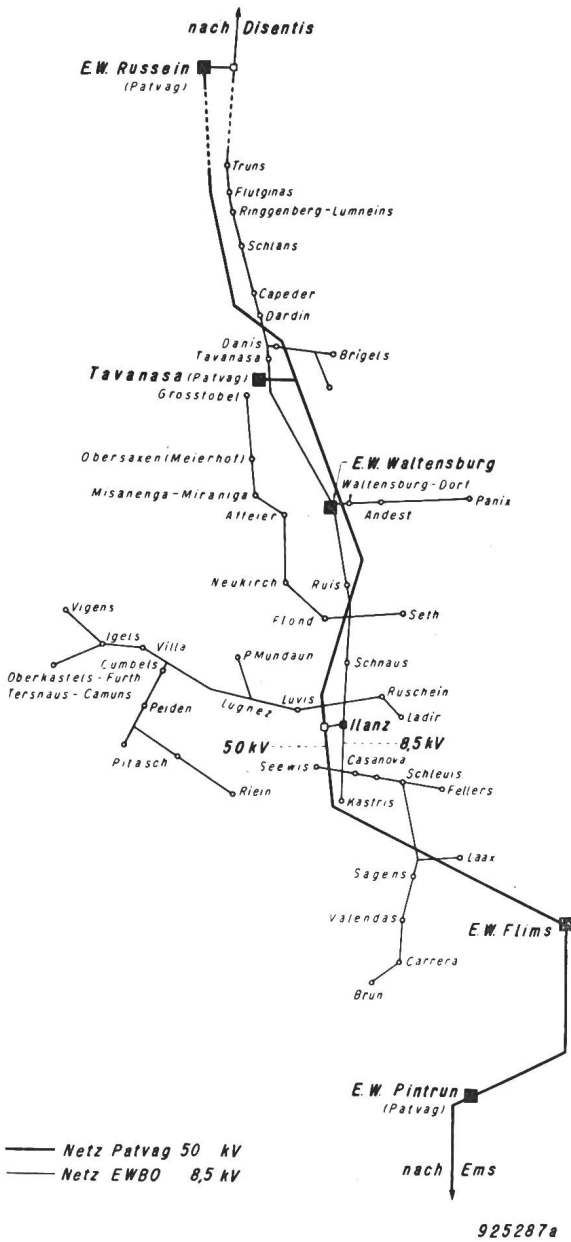 nach Disentis
E.W. Russein
(Patvag)
Truns
Flutginas
Ringgenberg-Lumneins
Schlans
Capeder
Dardin
Danis
Brigels
Tavanasa
Tavanasa (Patvag)
Grosstobel
E.W. Waltensburg
Waltensburg-Dorf
Panix
Andest
Obersaxen (Meierhof)
Misanenga-Miraniga
Affeier
Neukirch
Ruis
Flond
Seth
Vigens
Igels
Villa
P. Mundaun
Schnaus
Cumbels
Oberkastels-Furth
Tersnaus-Camuns
Peiden
Lugnez
Luvis
Ruschein
Ladir
Ilanz
50 kV
8,5 kV
Pitasch
Riein
Seewis
Casanova
Schleuis
Fellers
Kastris
Laax
Sagens
Valendas
E.W. Flims
Carrera
Brun
E.W. Pintrun
(Patvag)
Netz Patvag 50 kV
Netz EWBO 8,5 kV
nach Ems
925287a